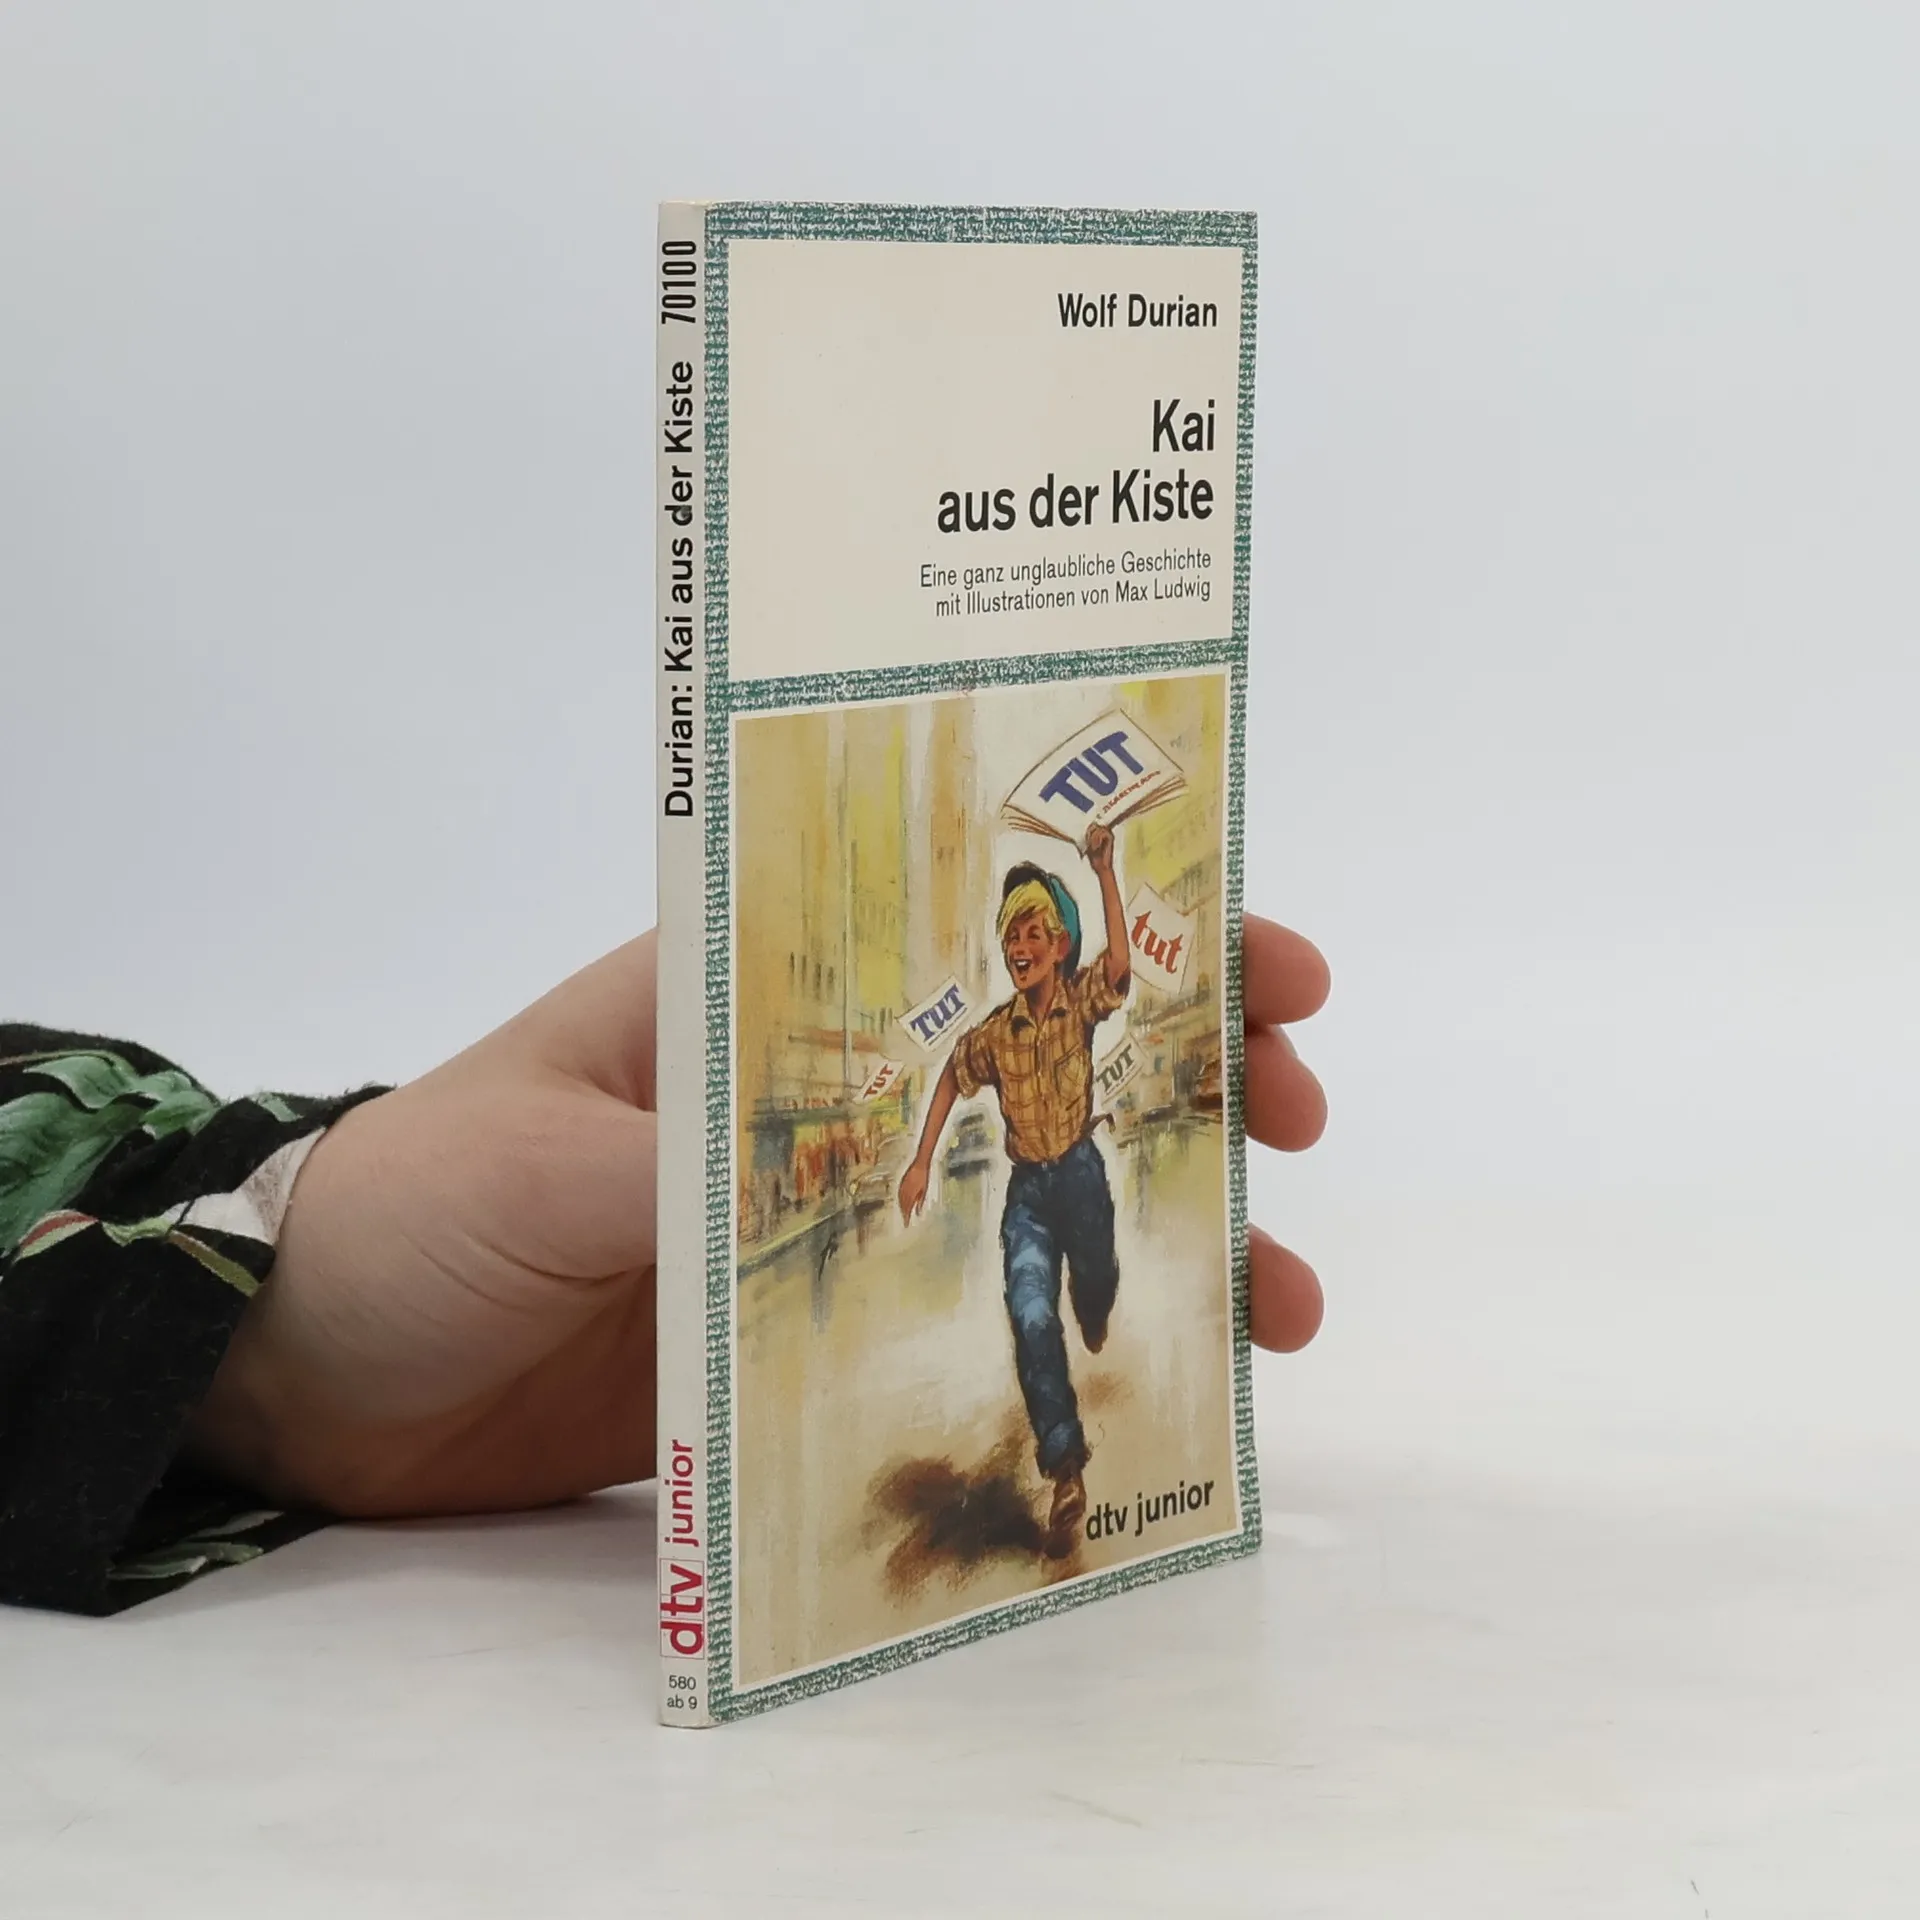 Durian: Kai aus der Kiste 70100
dtv junior
580
ab 9
Wolf Durian
Kai
aus der Kiste
Eine ganz unglaubliche Geschichte
mit Illustrationen von Max Ludwig
TUT
tut
TUT
TUT
TUT
dtv junior